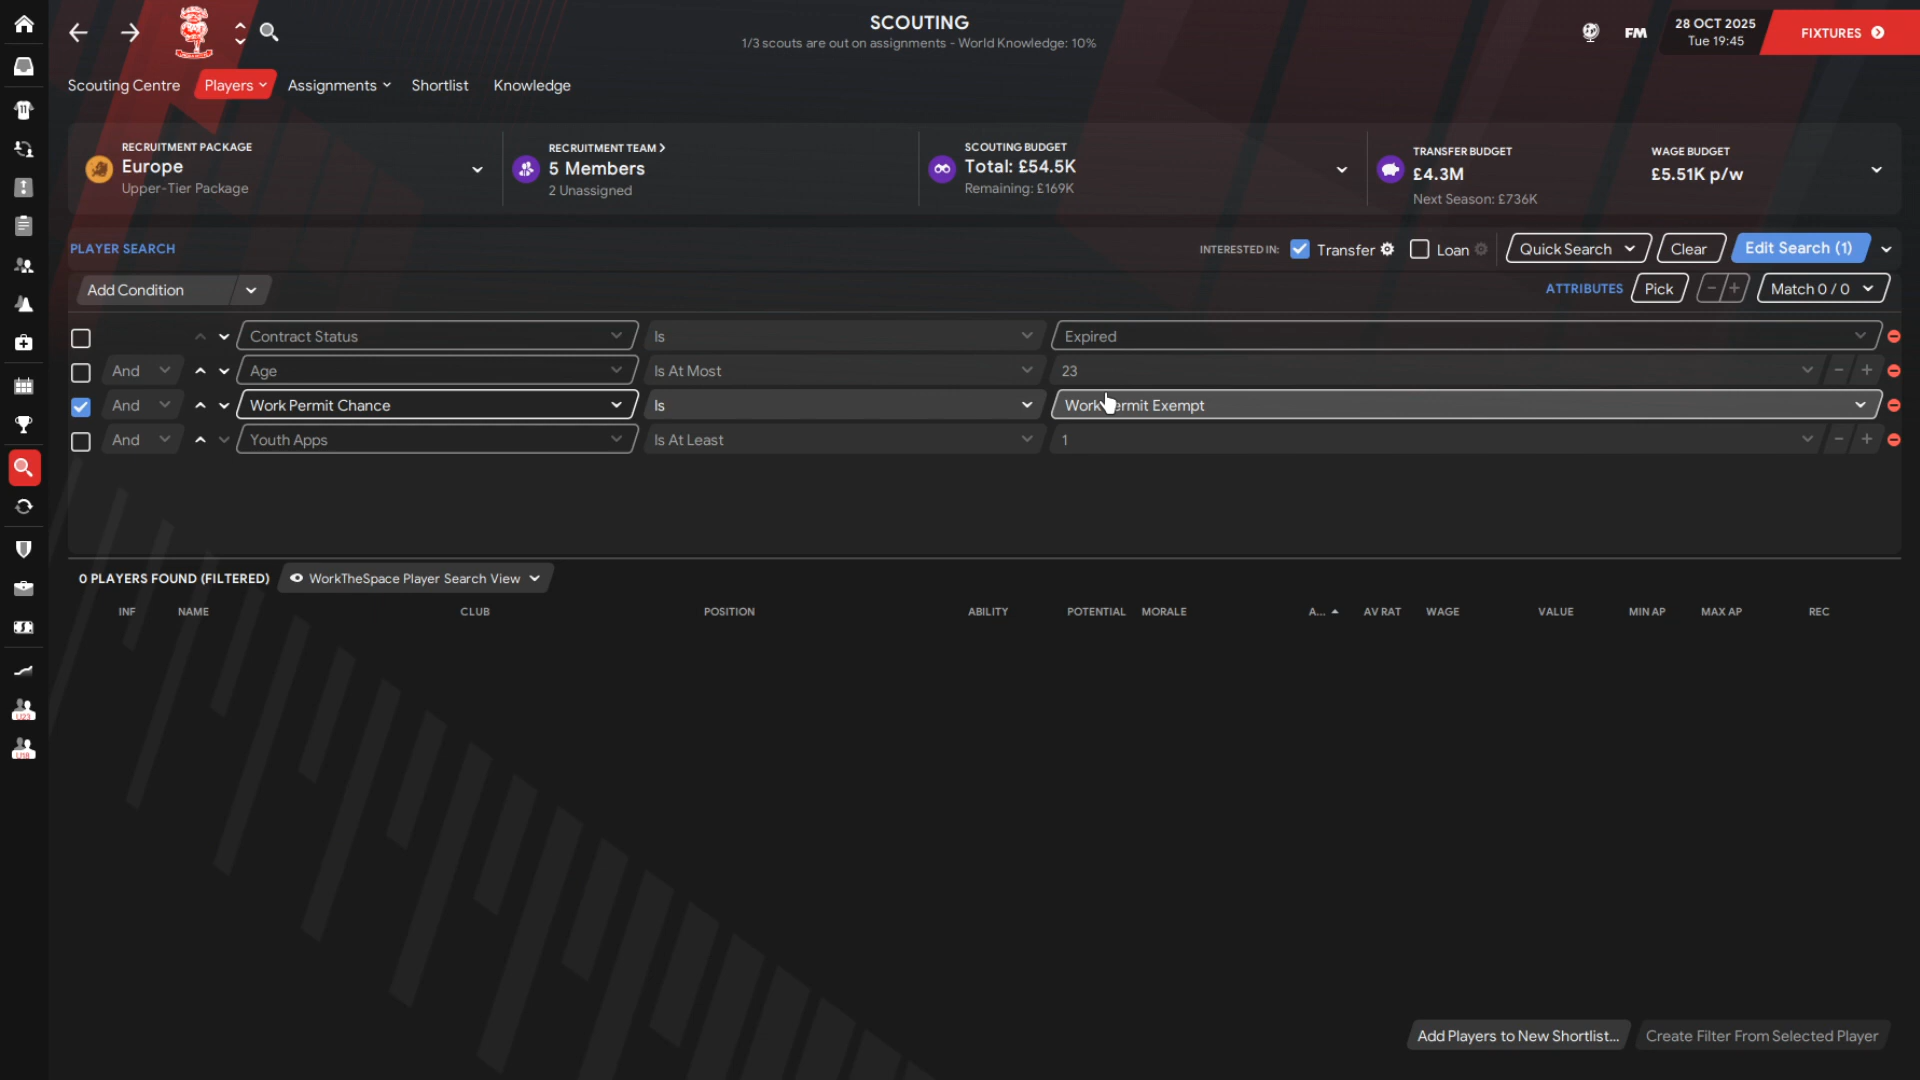 SCOUTING
1/3 scouts are out on assignments - World Knowledge: 10%
FM
28 OCT 2025
Tue 19:45
FIXTURES
Scouting Centre
Players
Assignments
Shortlist
Knowledge
RECRUITMENT PACKAGE
Europe
Upper-Tier Package
RECRUITMENT TEAM >
5 Members
2 Unassigned
SCOUTING BUDGET
Total: £54.5K
Remaining: £169K
TRANSFER BUDGET
£4.3M
Next Season: £736K
WAGE BUDGET
£5.51K p/w
PLAYER SEARCH
INTERESTED IN:
Transfer
Loan
Quick Search
Clear
Edit Search (1)
Add Condition
ATTRIBUTES
Pick
- / +
Match 0 / 0
Contract Status Is Expired
And Age Is At Most 23 - +
And Work Permit Chance Is Work Permit Exempt
And Youth Apps Is At Least 1 - +
0 PLAYERS FOUND (FILTERED)
WorkTheSpace Player Search View
INF NAME CLUB POSITION ABILITY POTENTIAL MORALE A... AV RAT WAGE VALUE MIN AP MAX AP REC
U23
U18
Add Players to New Shortlist...
Create Filter From Selected Player